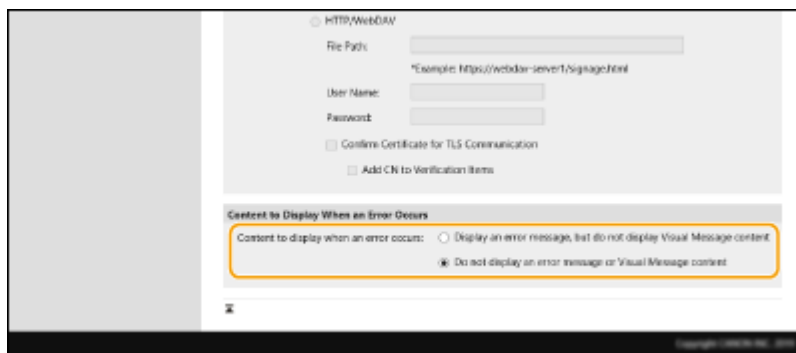 HTTP/WebDAV
File Path:
*Example: https://webdav-server1/signage.html
User Name:
Password:
Confirm Certificate for TLS Communication
Add CN to Verification Items
Content to Display When an Error Occurs
Content to display when an error occurs: Display an error message, but do not display Visual Message content
Do not display an error message or Visual Message content
Copyright CANON INC.